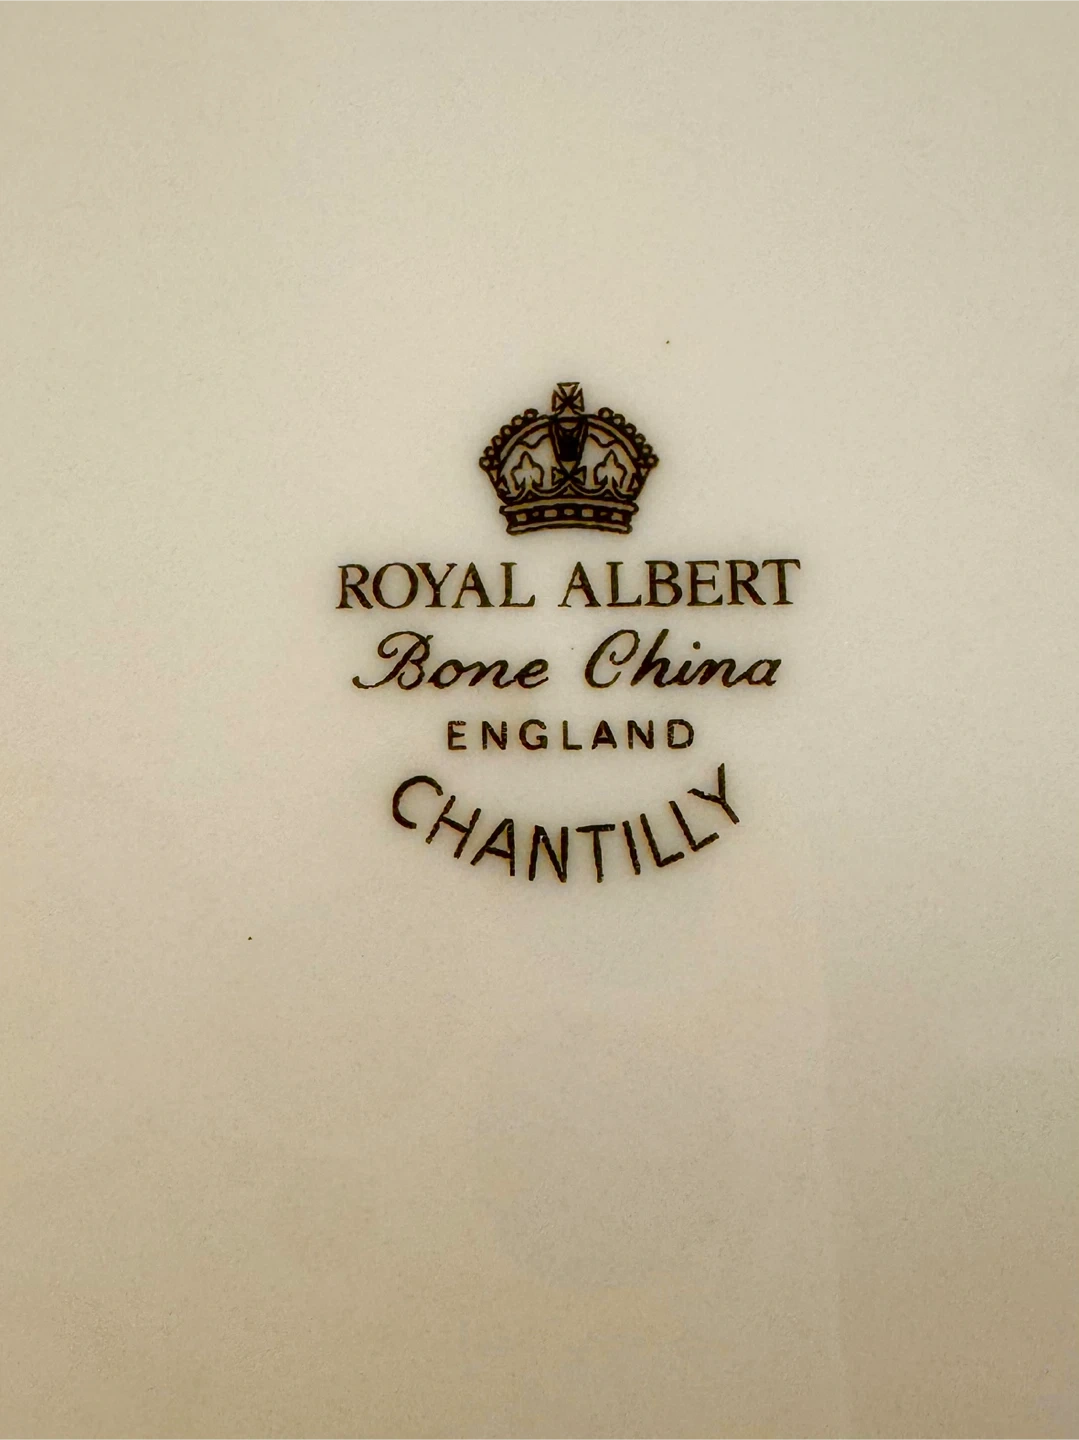 ROYAL ALBERT
Bone China
ENGLAND
CHANTILLY